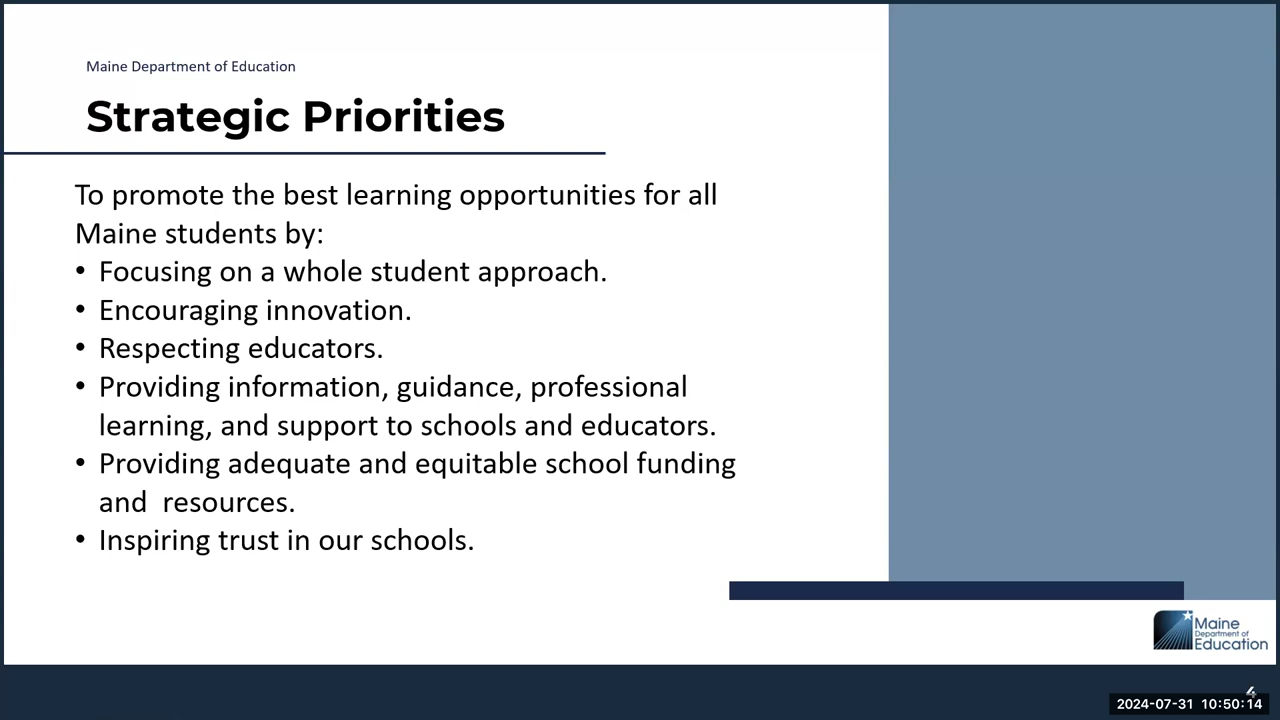 Maine Department of Education
Strategic Priorities
To promote the best learning opportunities for all
Maine students by:
• Focusing on a whole student approach.
• Encouraging innovation.
• Respecting educators.
• Providing information, guidance, professional
learning, and support to schools and educators.
• Providing adequate and equitable school funding
and  resources.
• Inspiring trust in our schools.
Maine
Department of
Education
4
2024-07-31 10:50:14